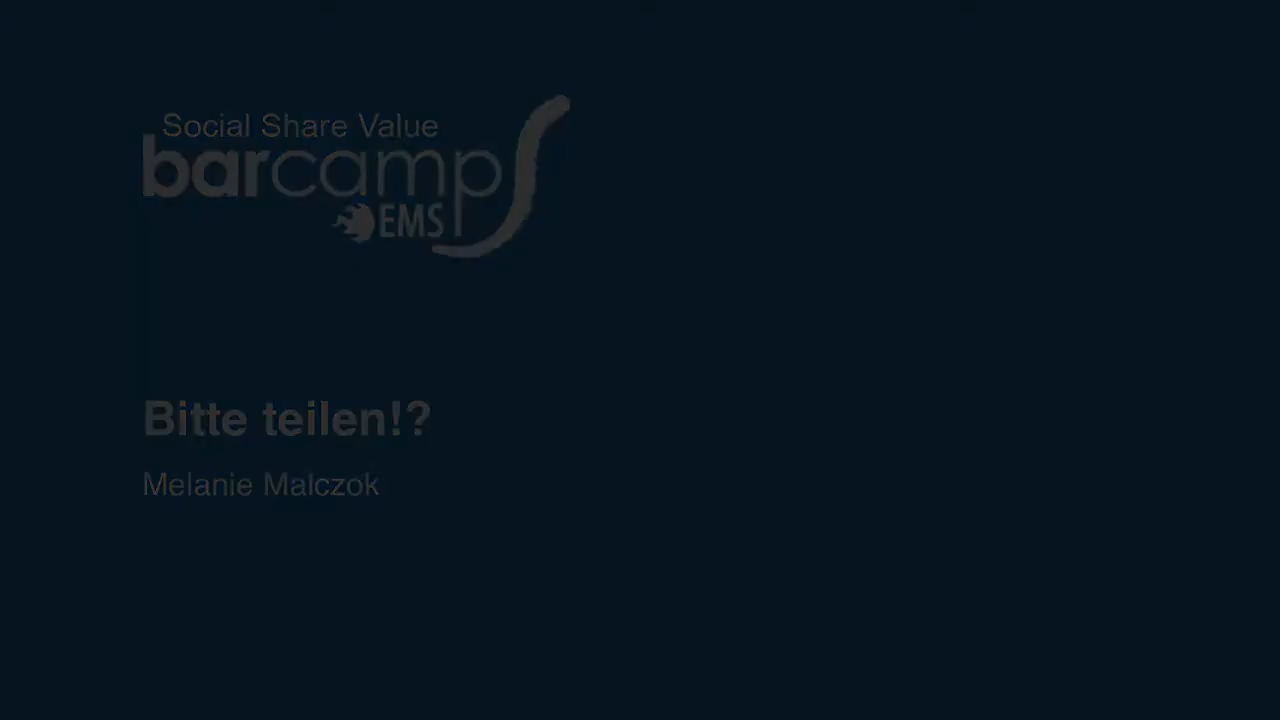 Social Share Value
barcamp
EMS
Bitte teilen!?
Melanie Malczok